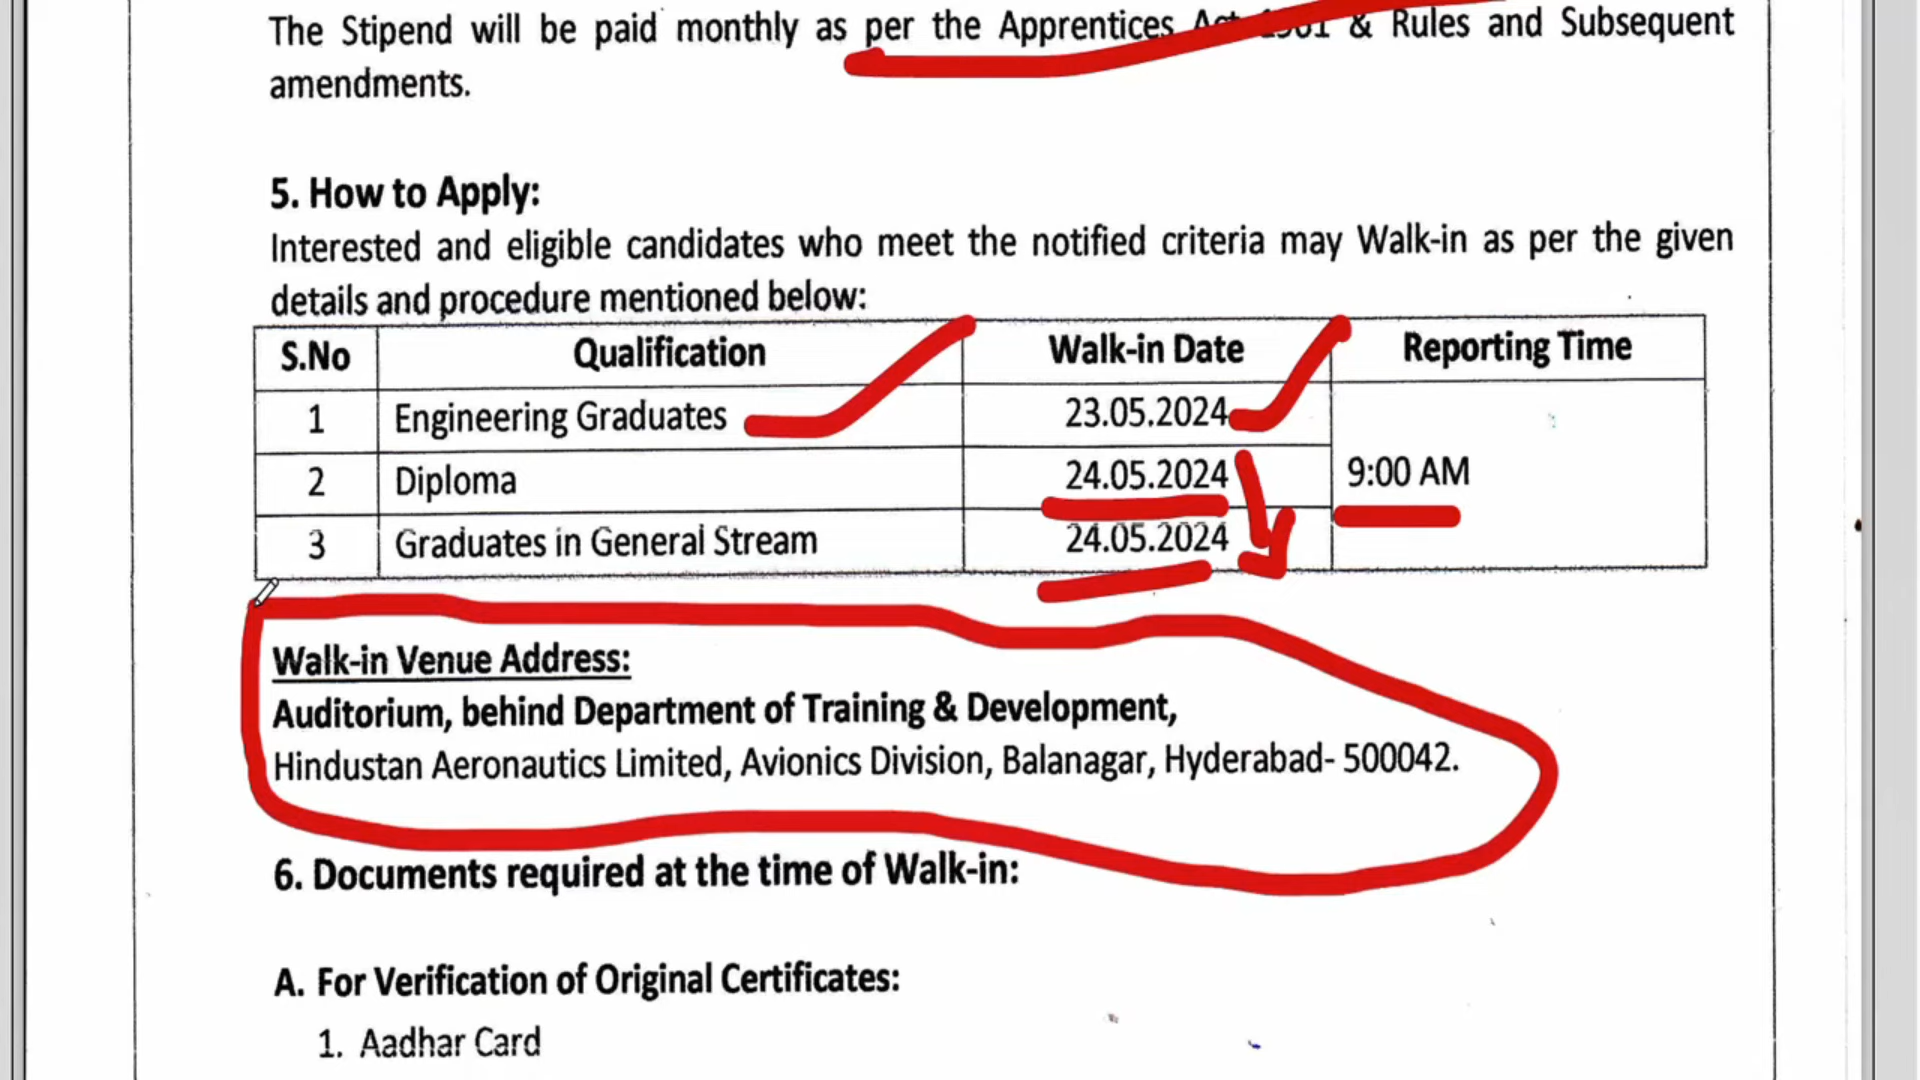 The Stipend will be paid monthly as per the Apprentices Act 1961 & Rules and Subsequent
amendments.
5. How to Apply:
Interested and eligible candidates who meet the notified criteria may Walk-in as per the given
details and procedure mentioned below:
S.No Qualification Walk-in Date Reporting Time
1 Engineering Graduates 23.05.2024
2 Diploma 24.05.2024 9:00 AM
3 Graduates in General Stream 24.05.2024
Walk-in Venue Address:
Auditorium, behind Department of Training & Development,
Hindustan Aeronautics Limited, Avionics Division, Balanagar, Hyderabad- 500042.
6. Documents required at the time of Walk-in:
A. For Verification of Original Certificates:
1. Aadhar Card